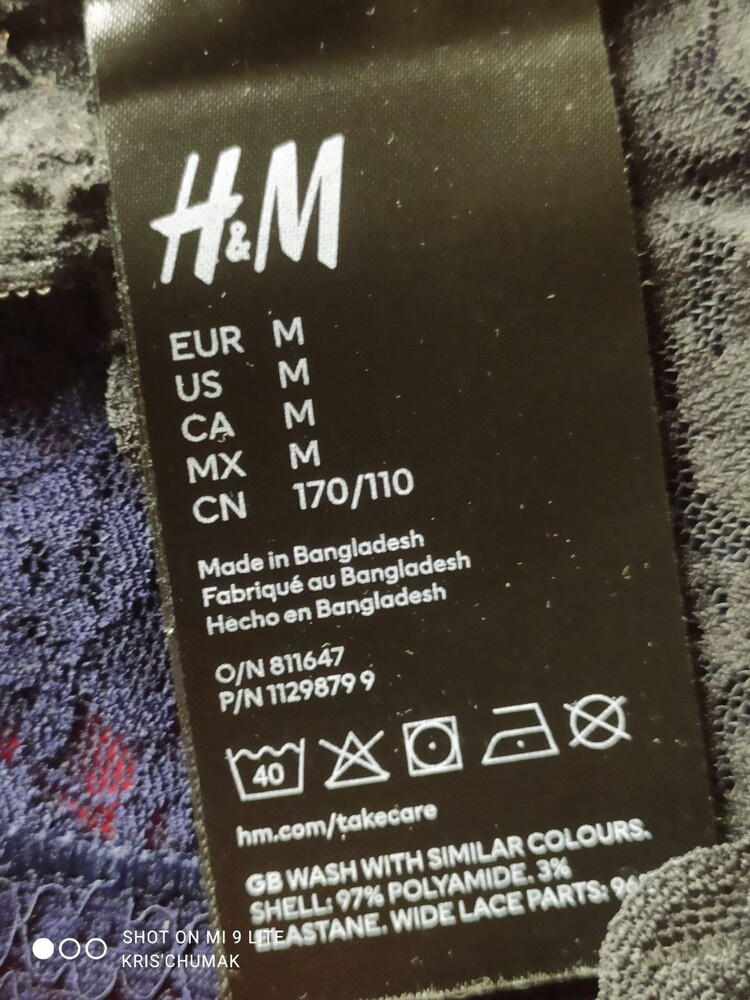 H&M
EUR M
US M
CA M
MX M
CN 170/110
Made in Bangladesh
Fabriqué au Bangladesh
Hecho en Bangladesh
O/N 811647
P/N 1129879 9
40
hm.com/takecare
GB WASH WITH SIMILAR COLOURS.
SHELL: 97% POLYAMIDE. 3%
ELASTANE. WIDE LACE PARTS:
SHOT ON MI 9 LITE
KRIS'CHUMAK